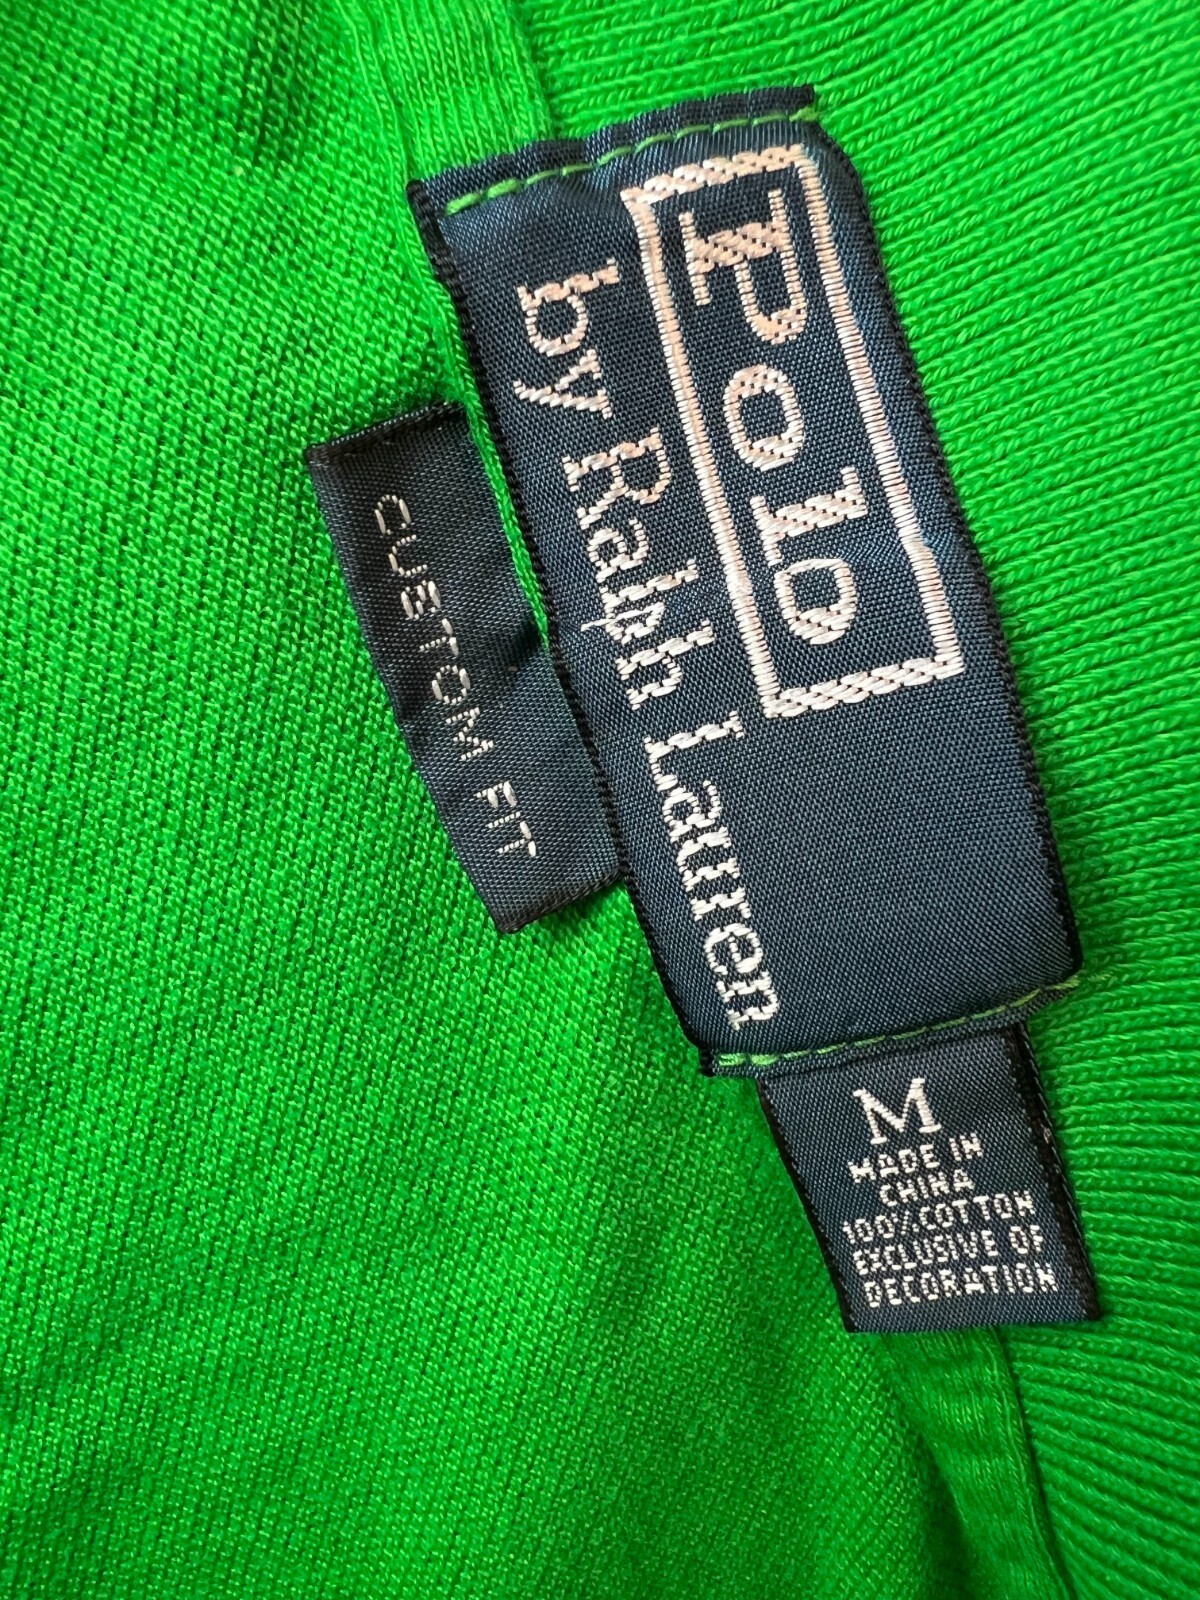 Polo
by Ralph Lauren
CUSTOM FIT
M
MADE IN
CHINA
100%COTTON
EXCLUSIVE OF
DECORATION